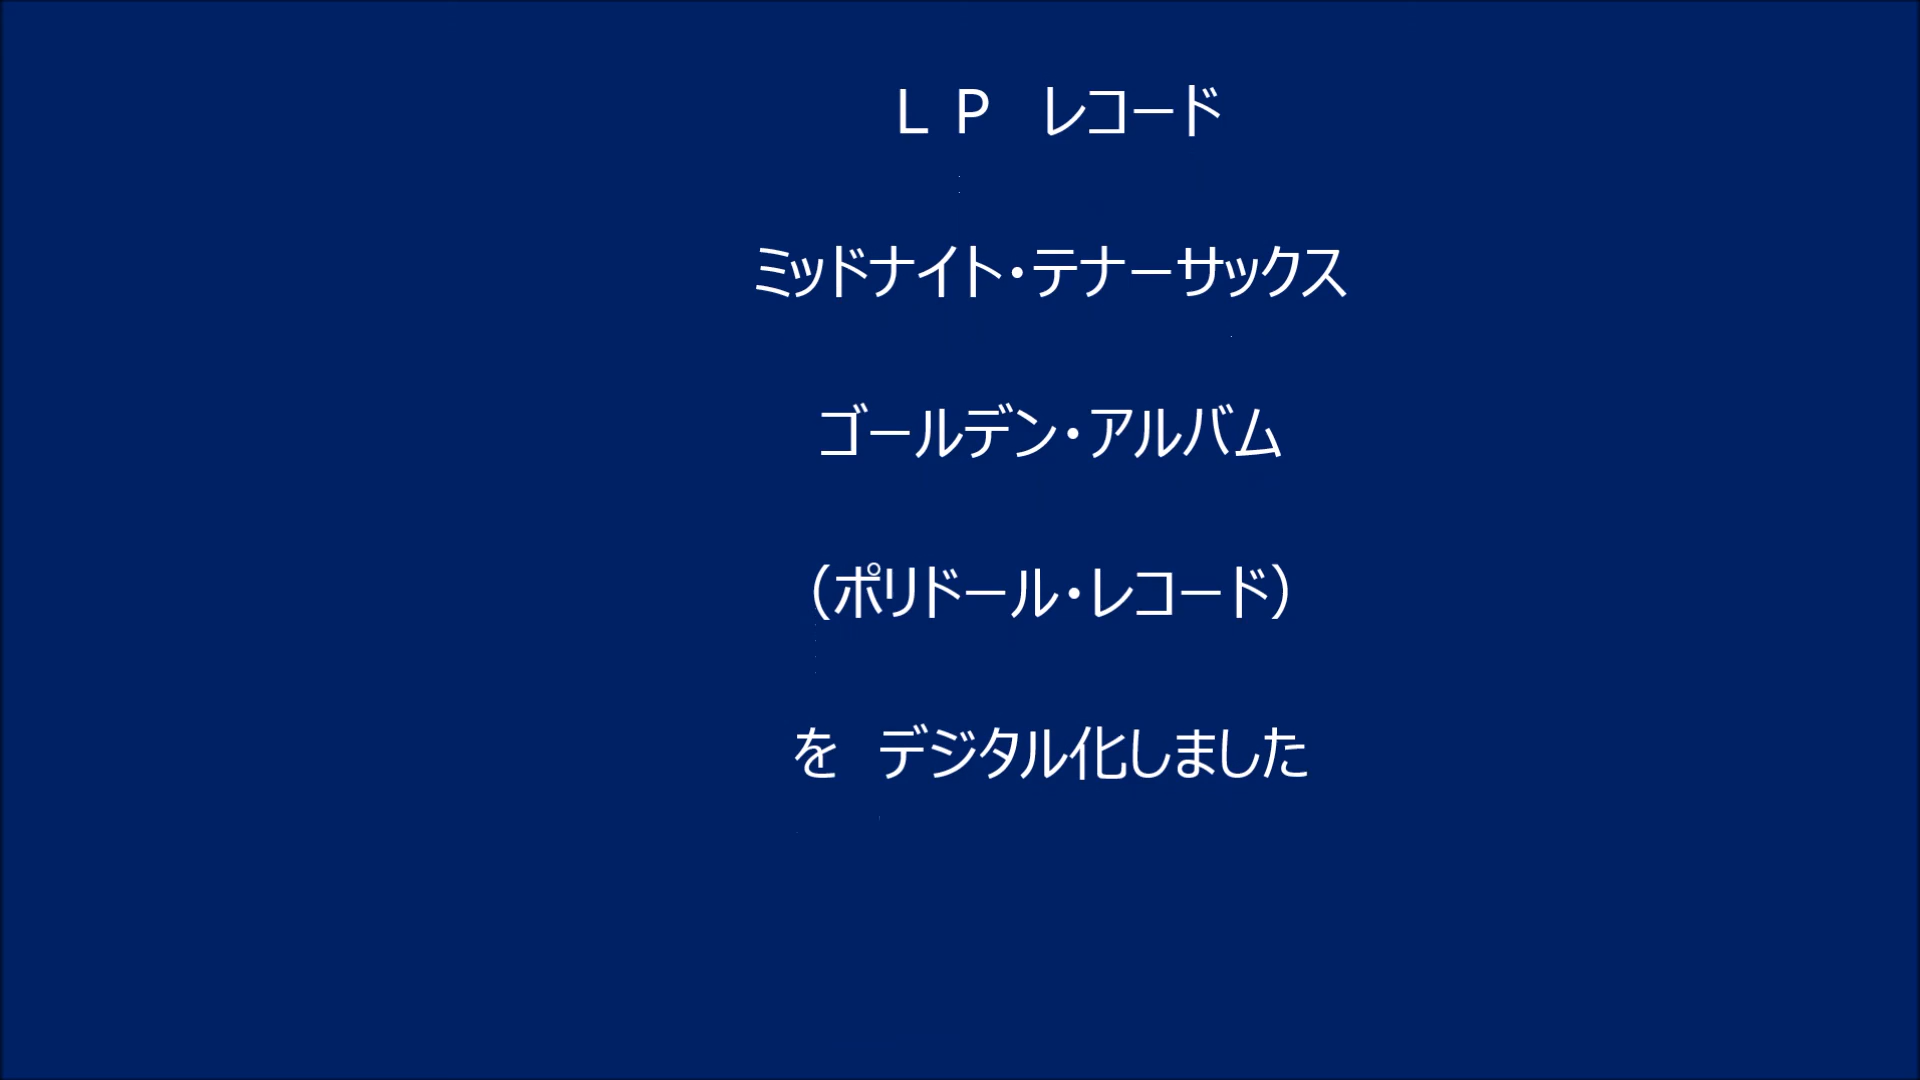 ＬＰ　レコード
ミッドナイト・テナーサックス
ゴールデン・アルバム
（ポリドール・レコード）
を　デジタル化しました